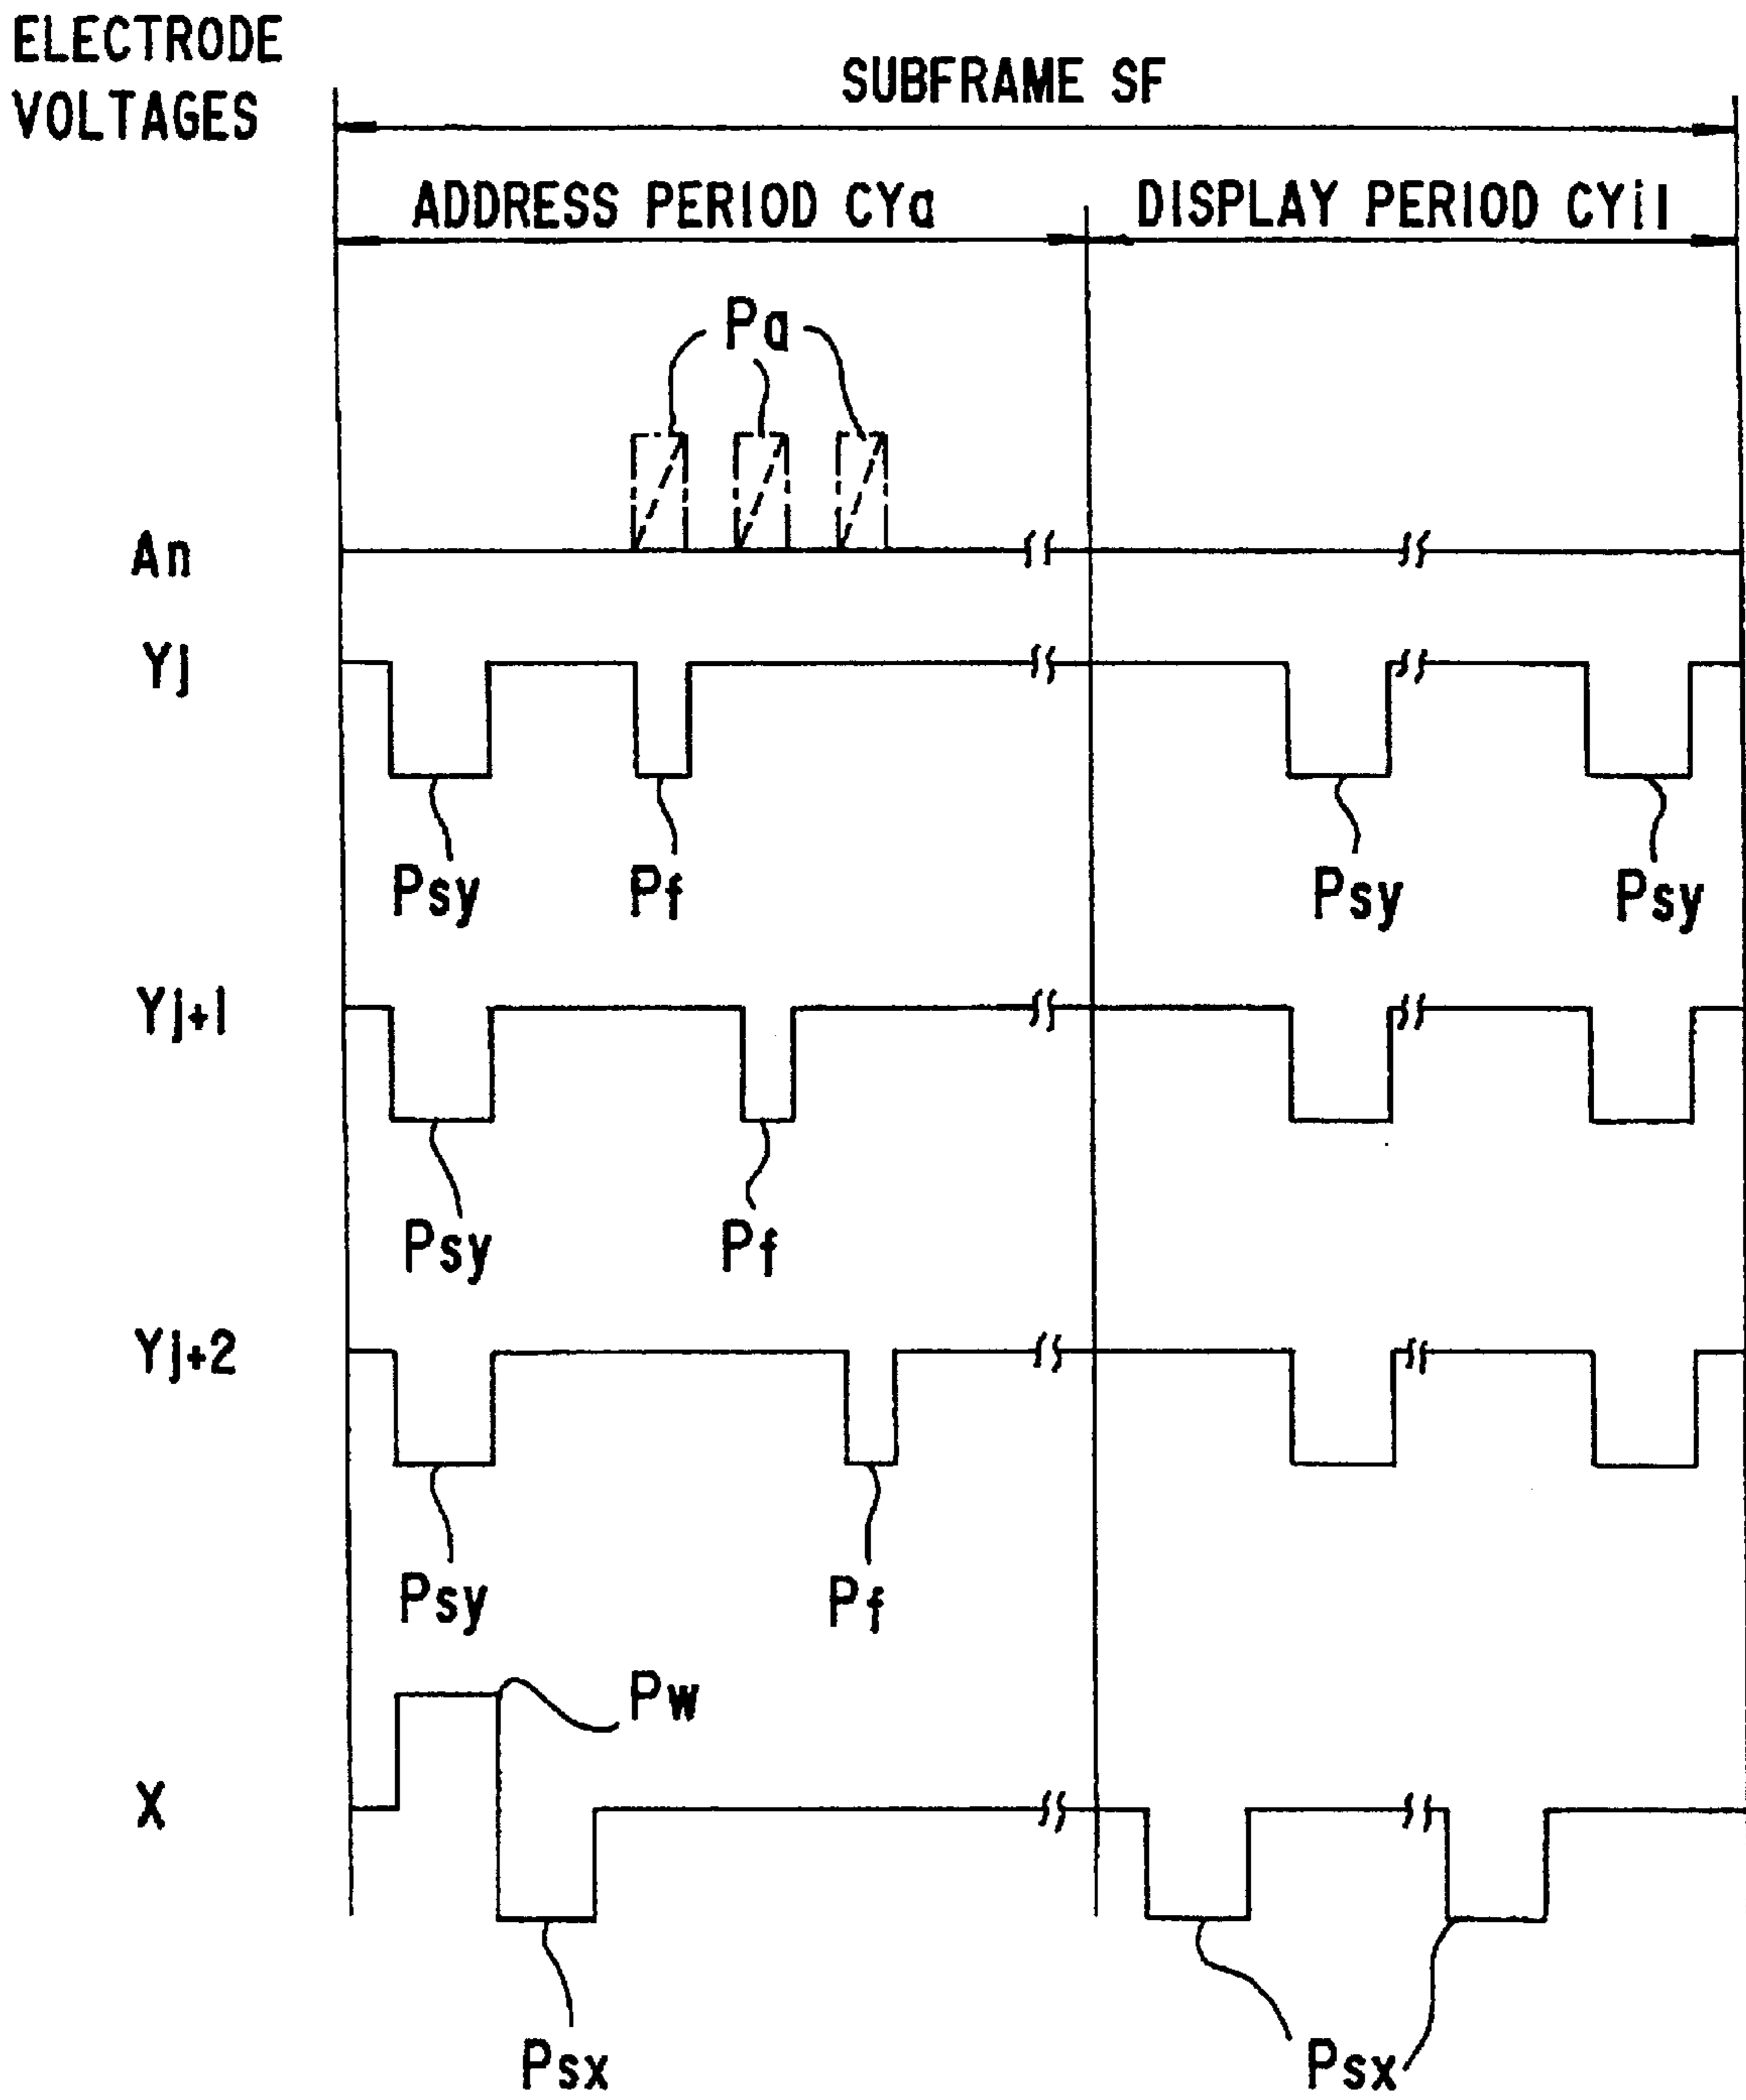 ELECTRODE
VOLTAGES
SUBFRAME SF
ADDRESS PERIOD CYa
DISPLAY PERIOD CYil
Pa
An
Yj
Psy
Pf
Psy
Psy
Yj+1
Psy
Pf
Yj+2
Psy
Pf
Pw
X
Psx
Psx